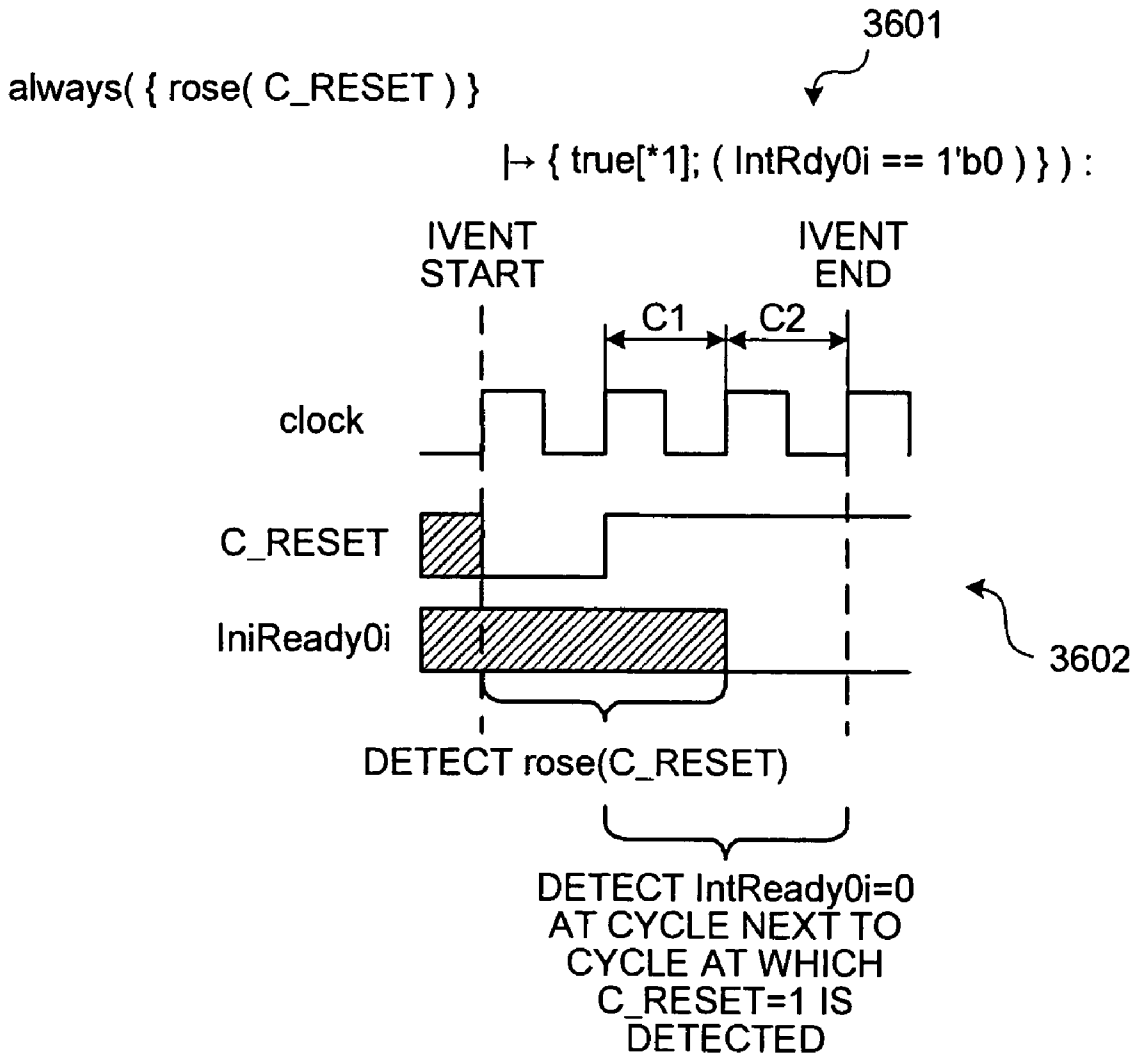 3601
always( { rose( C_RESET ) }
|→ { true[*1]; ( IntRdy0i == 1'b0 ) } ) :
IVENT START
IVENT END
C1
C2
clock
C_RESET
IniReady0i
3602
DETECT rose(C_RESET)
DETECT IntReady0i=0
AT CYCLE NEXT TO
CYCLE AT WHICH
C_RESET=1 IS
DETECTED